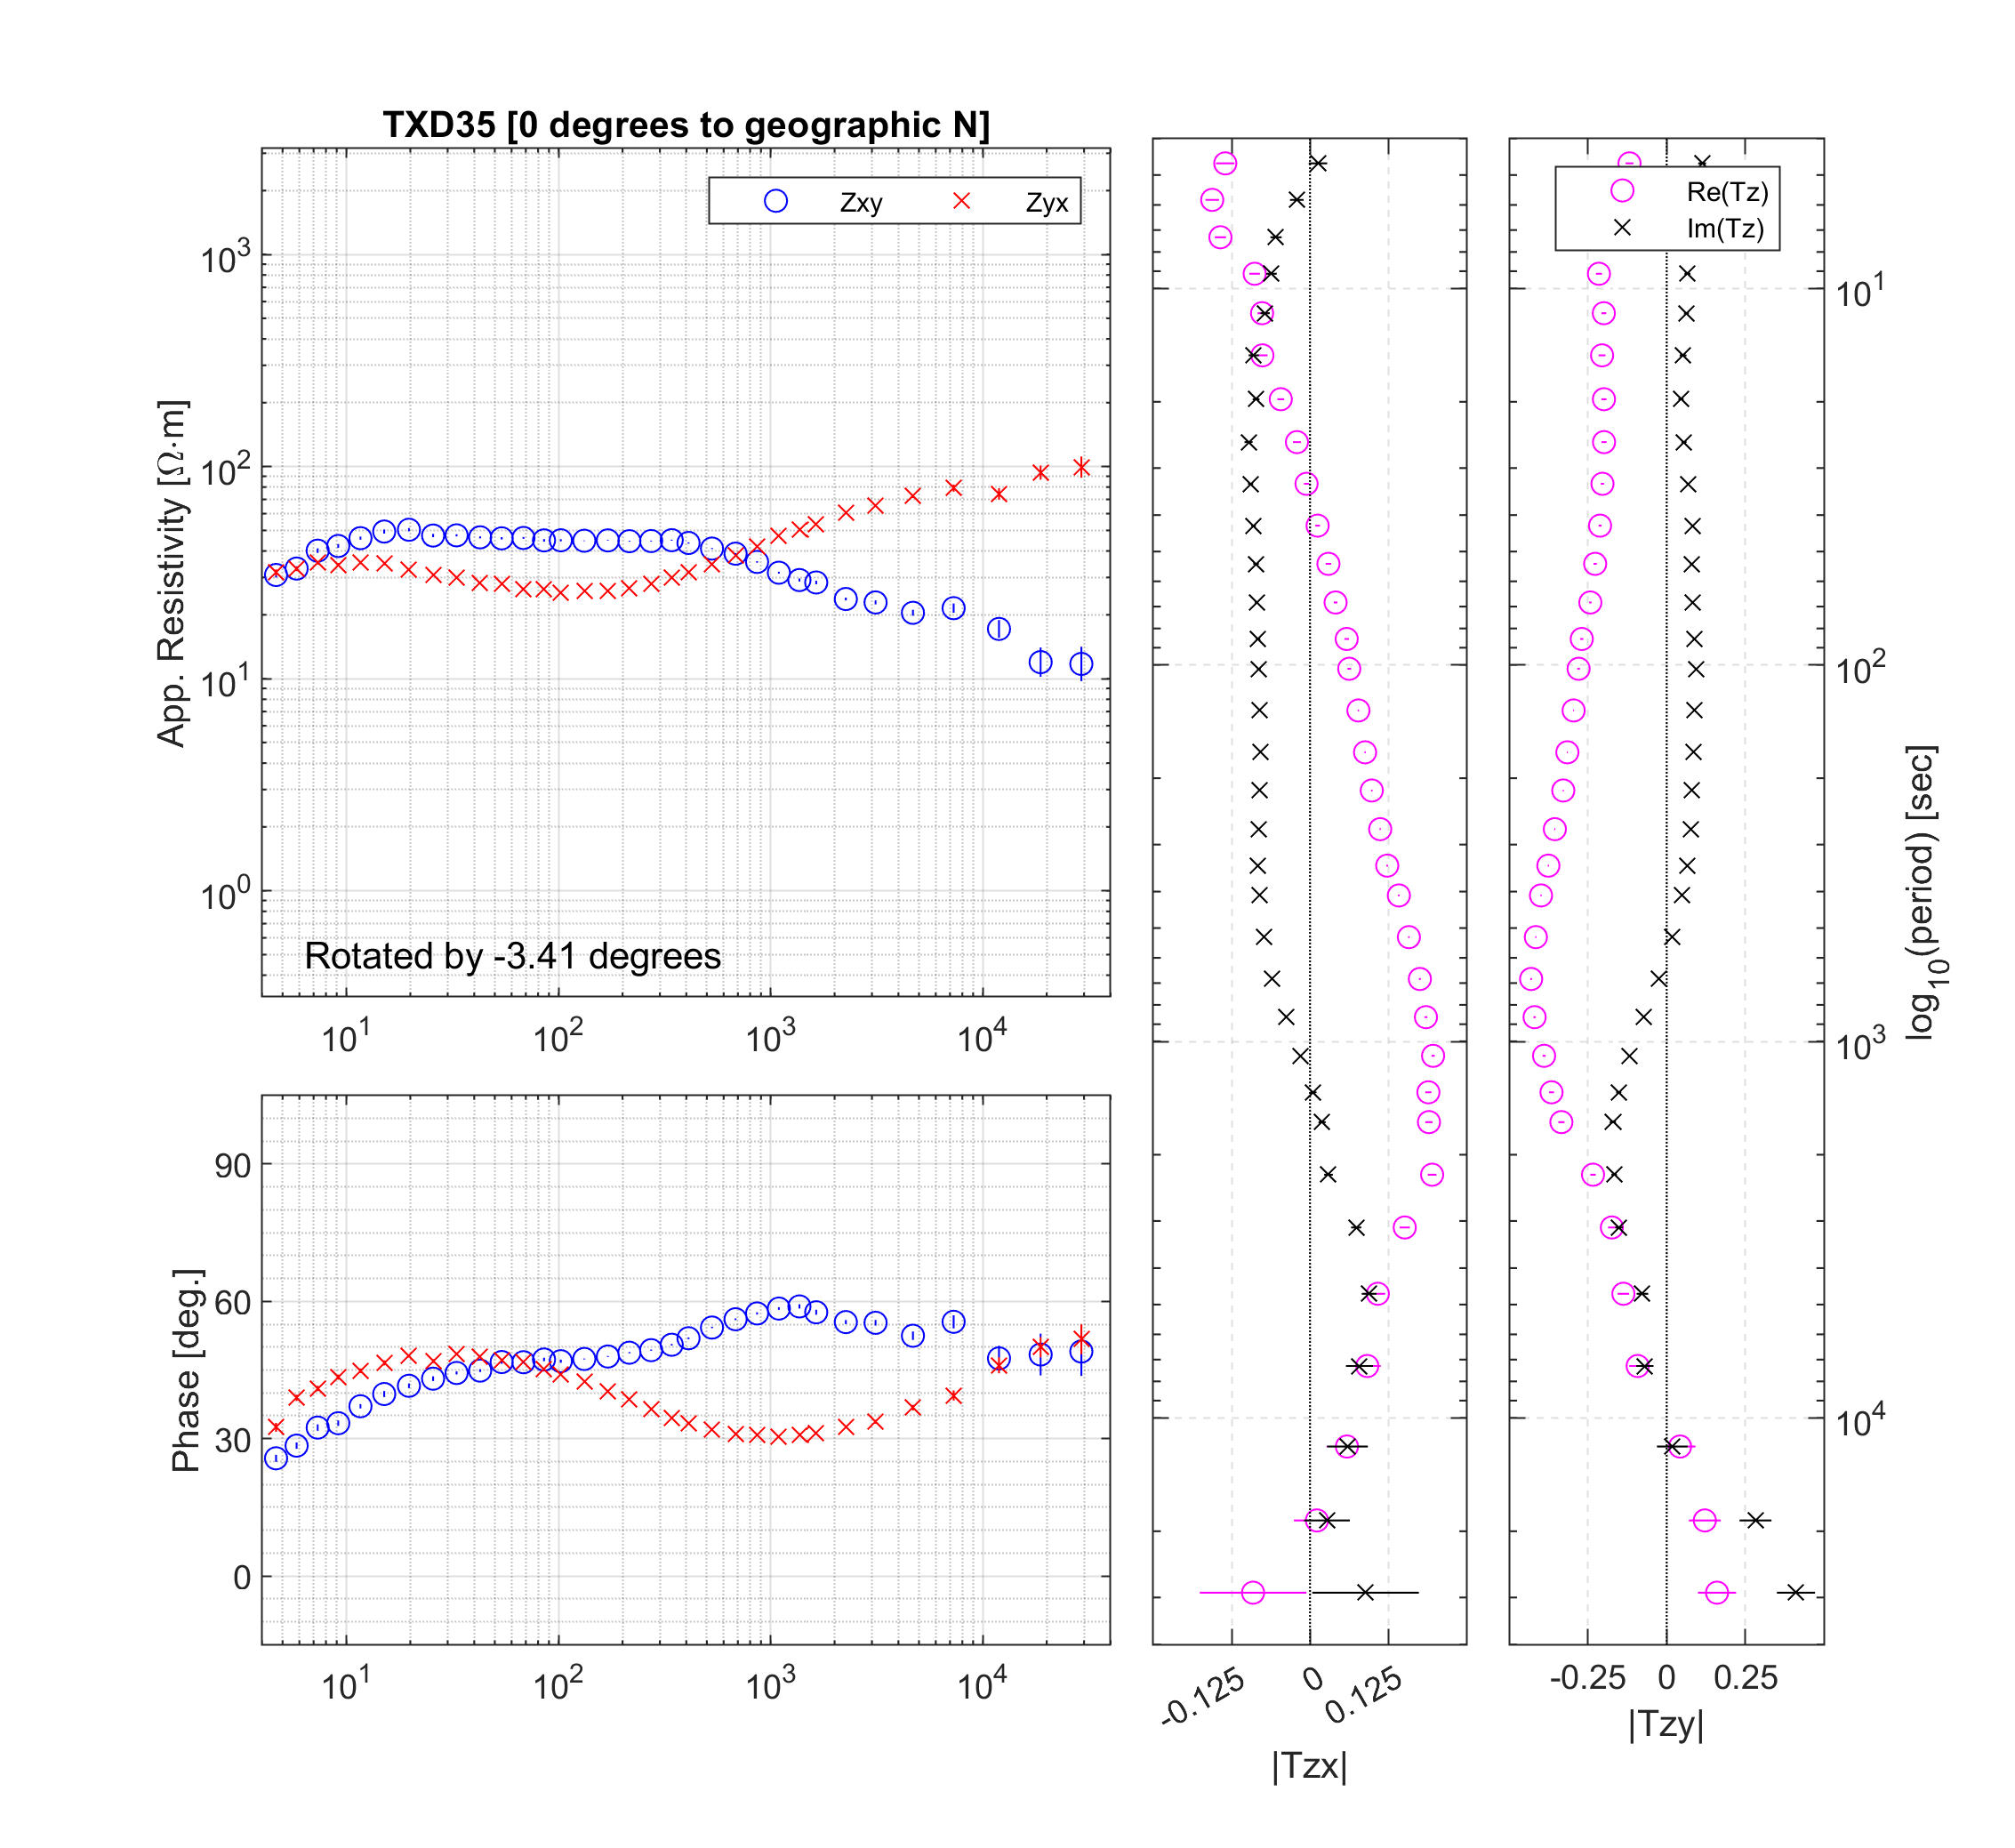 TXD35 [0 degrees to geographic N]
Zxy Zyx
10^3
10^2
10^1
10^0
App. Resistivity [Ω·m]
Rotated by -3.41 degrees
10^1 10^2 10^3 10^4
90
60
30
0
Phase [deg.]
10^1 10^2 10^3 10^4
-0.125 0 0.125
|Tzx|
Re(Tz)
Im(Tz)
-0.25 0 0.25
|Tzy|
10^1
10^2
10^3
10^4
log_10(period) [sec]